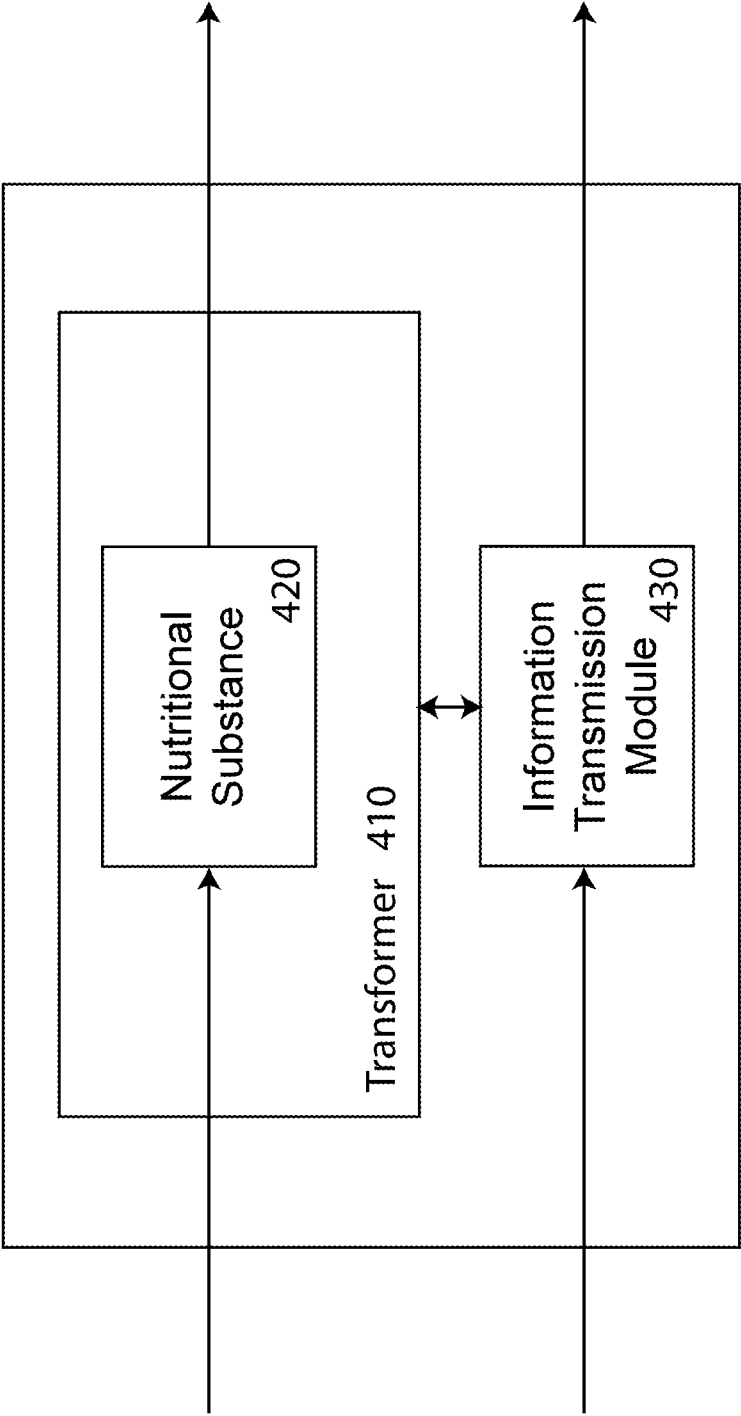 Nutritional
Substance
420
Transformer 410
Information
Transmission
Module 430